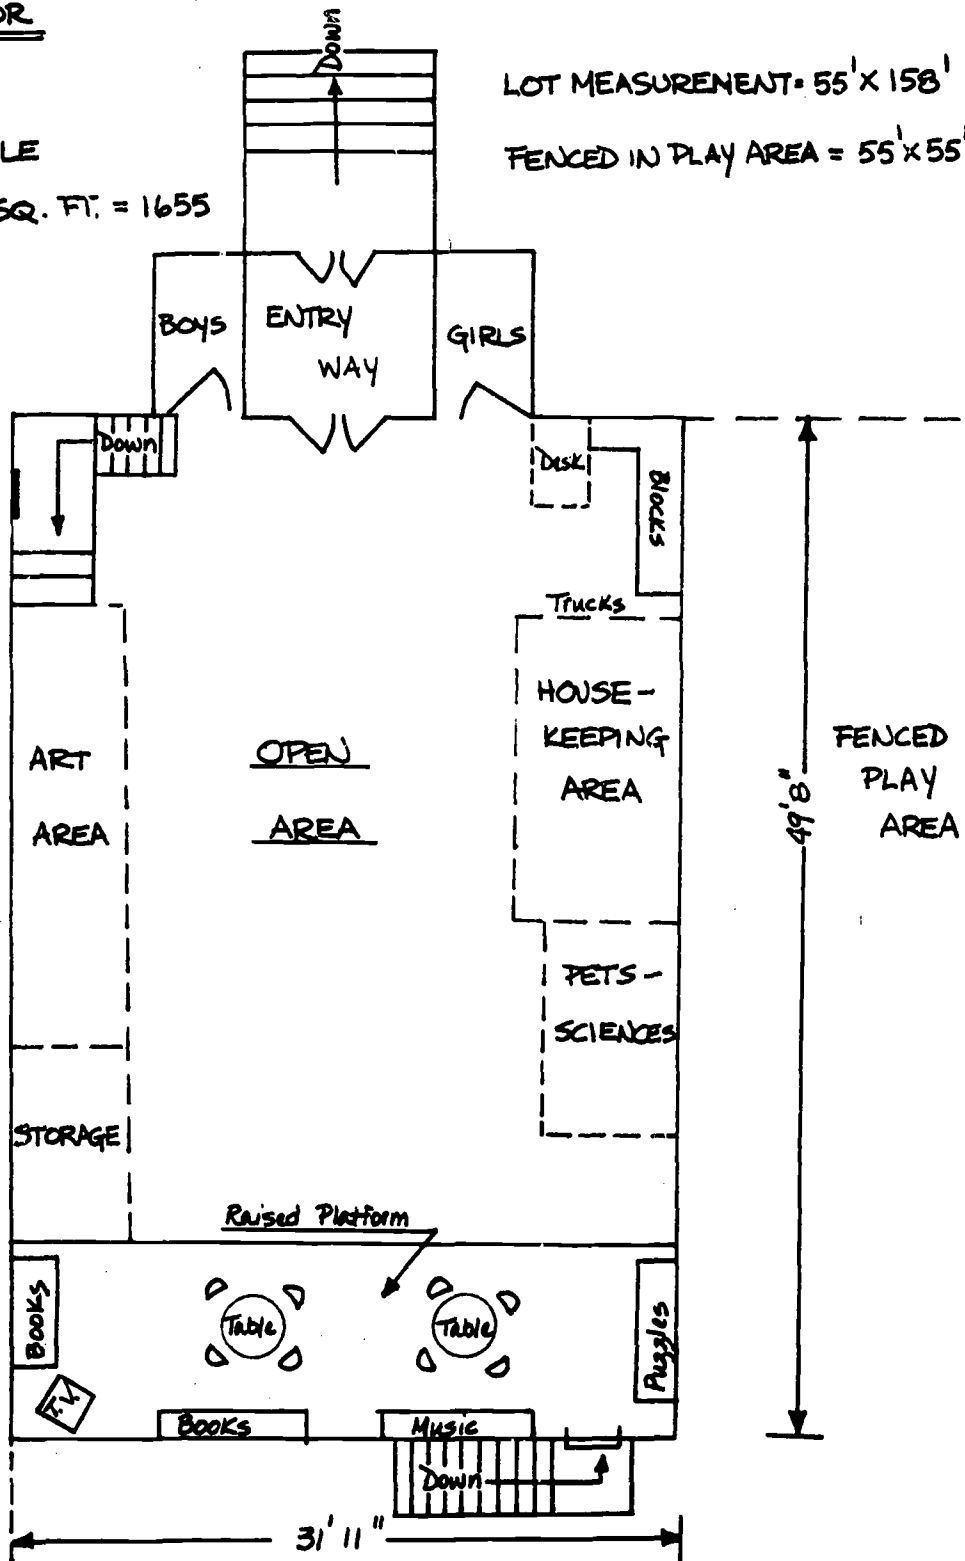 OR
Down
LOT MEASUREMENT = 55' X 158'
LE
FENCED IN PLAY AREA = 55' X 55'
SQ. FT. = 1655
BOYS
ENTRY
WAY
GIRLS
Down
Desk
Blocks
Trucks
HOUSE-
KEEPING
AREA
ART
AREA
OPEN
AREA
FENCED
PLAY
AREA
49'8"
PETS-
SCIENCES
STORAGE
Raised Platform
Books
Table
Table
Puzzles
T.V.
Books
Music
Down
31' 11"